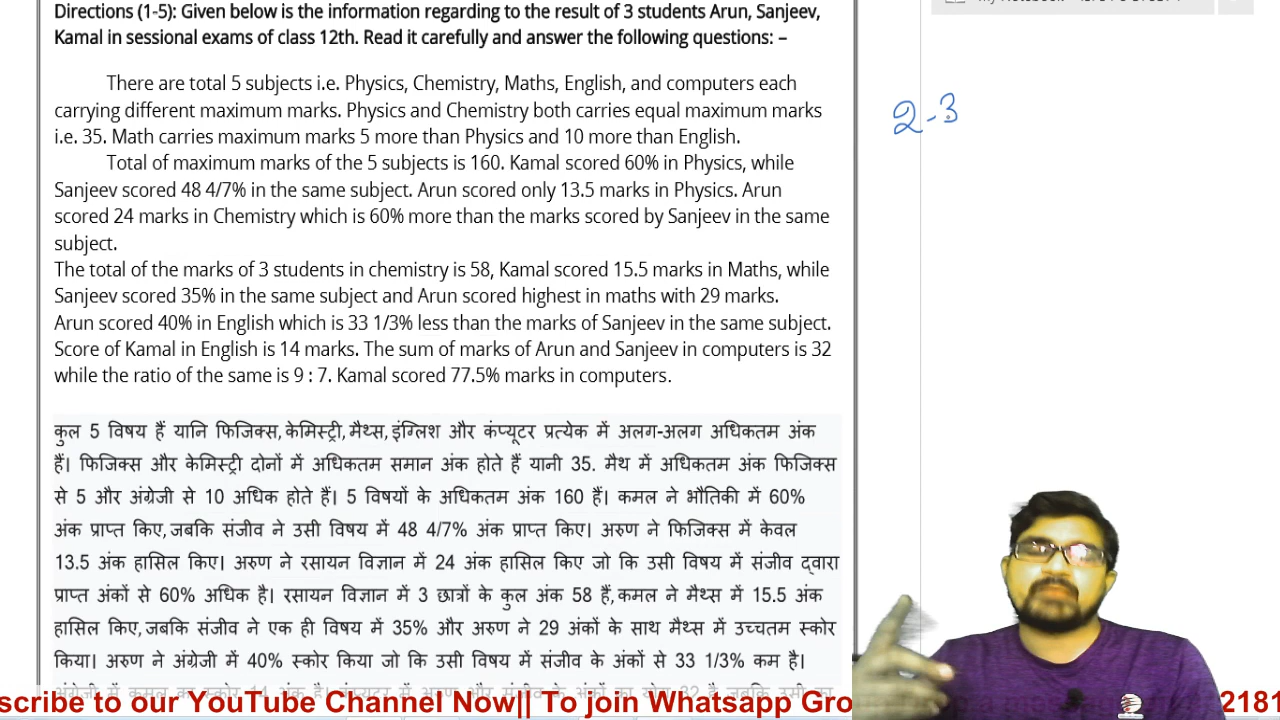 Directions (1-5): Given below is the information regarding to the result of 3 students Arun, Sanjeev,
Kamal in sessional exams of class 12th. Read it carefully and answer the following questions: –
2-3
There are total 5 subjects i.e. Physics, Chemistry, Maths, English, and computers each
carrying different maximum marks. Physics and Chemistry both carries equal maximum marks
i.e. 35. Math carries maximum marks 5 more than Physics and 10 more than English.
Total of maximum marks of the 5 subjects is 160. Kamal scored 60% in Physics, while
Sanjeev scored 48 4/7% in the same subject. Arun scored only 13.5 marks in Physics. Arun
scored 24 marks in Chemistry which is 60% more than the marks scored by Sanjeev in the same
subject.
The total of the marks of 3 students in chemistry is 58, Kamal scored 15.5 marks in Maths, while
Sanjeev scored 35% in the same subject and Arun scored highest in maths with 29 marks.
Arun scored 40% in English which is 33 1/3% less than the marks of Sanjeev in the same subject.
Score of Kamal in English is 14 marks. The sum of marks of Arun and Sanjeev in computers is 32
while the ratio of the same is 9 : 7. Kamal scored 77.5% marks in computers.
कुल 5 विषय हैं यानि फिजिक्स, केमिस्ट्री, मैथ्स, इंग्लिश और कंप्यूटर प्रत्येक में अलग-अलग अधिकतम अंक
हैं। फिजिक्स और केमिस्ट्री दोनों में अधिकतम समान अंक होते हैं यानी 35. मैथ में अधिकतम अंक फिजिक्स
से 5 और अंग्रेजी से 10 अधिक होते हैं। 5 विषयों के अधिकतम अंक 160 हैं। कमल ने भौतिकी में 60%
अंक प्राप्त किए, जबकि संजीव ने उसी विषय में 48 4/7% अंक प्राप्त किए। अरुण ने फिजिक्स में केवल
13.5 अंक हासिल किए। अरुण ने रसायन विज्ञान में 24 अंक हासिल किए जो कि उसी विषय में संजीव द्वारा
प्राप्त अंकों से 60% अधिक है। रसायन विज्ञान में 3 छात्रों के कुल अंक 58 हैं, कमल ने मैथ्स में 15.5 अंक
हासिल किए, जबकि संजीव ने एक ही विषय में 35% और अरुण ने 29 अंकों के साथ मैथ्स में उच्चतम स्कोर
किया। अरुण ने अंग्रेजी में 40% स्कोर किया जो कि उसी विषय में संजीव के अंकों से 33 1/3% कम है।
scribe to our YouTube Channel Now|| To join Whatsapp Gro
2181